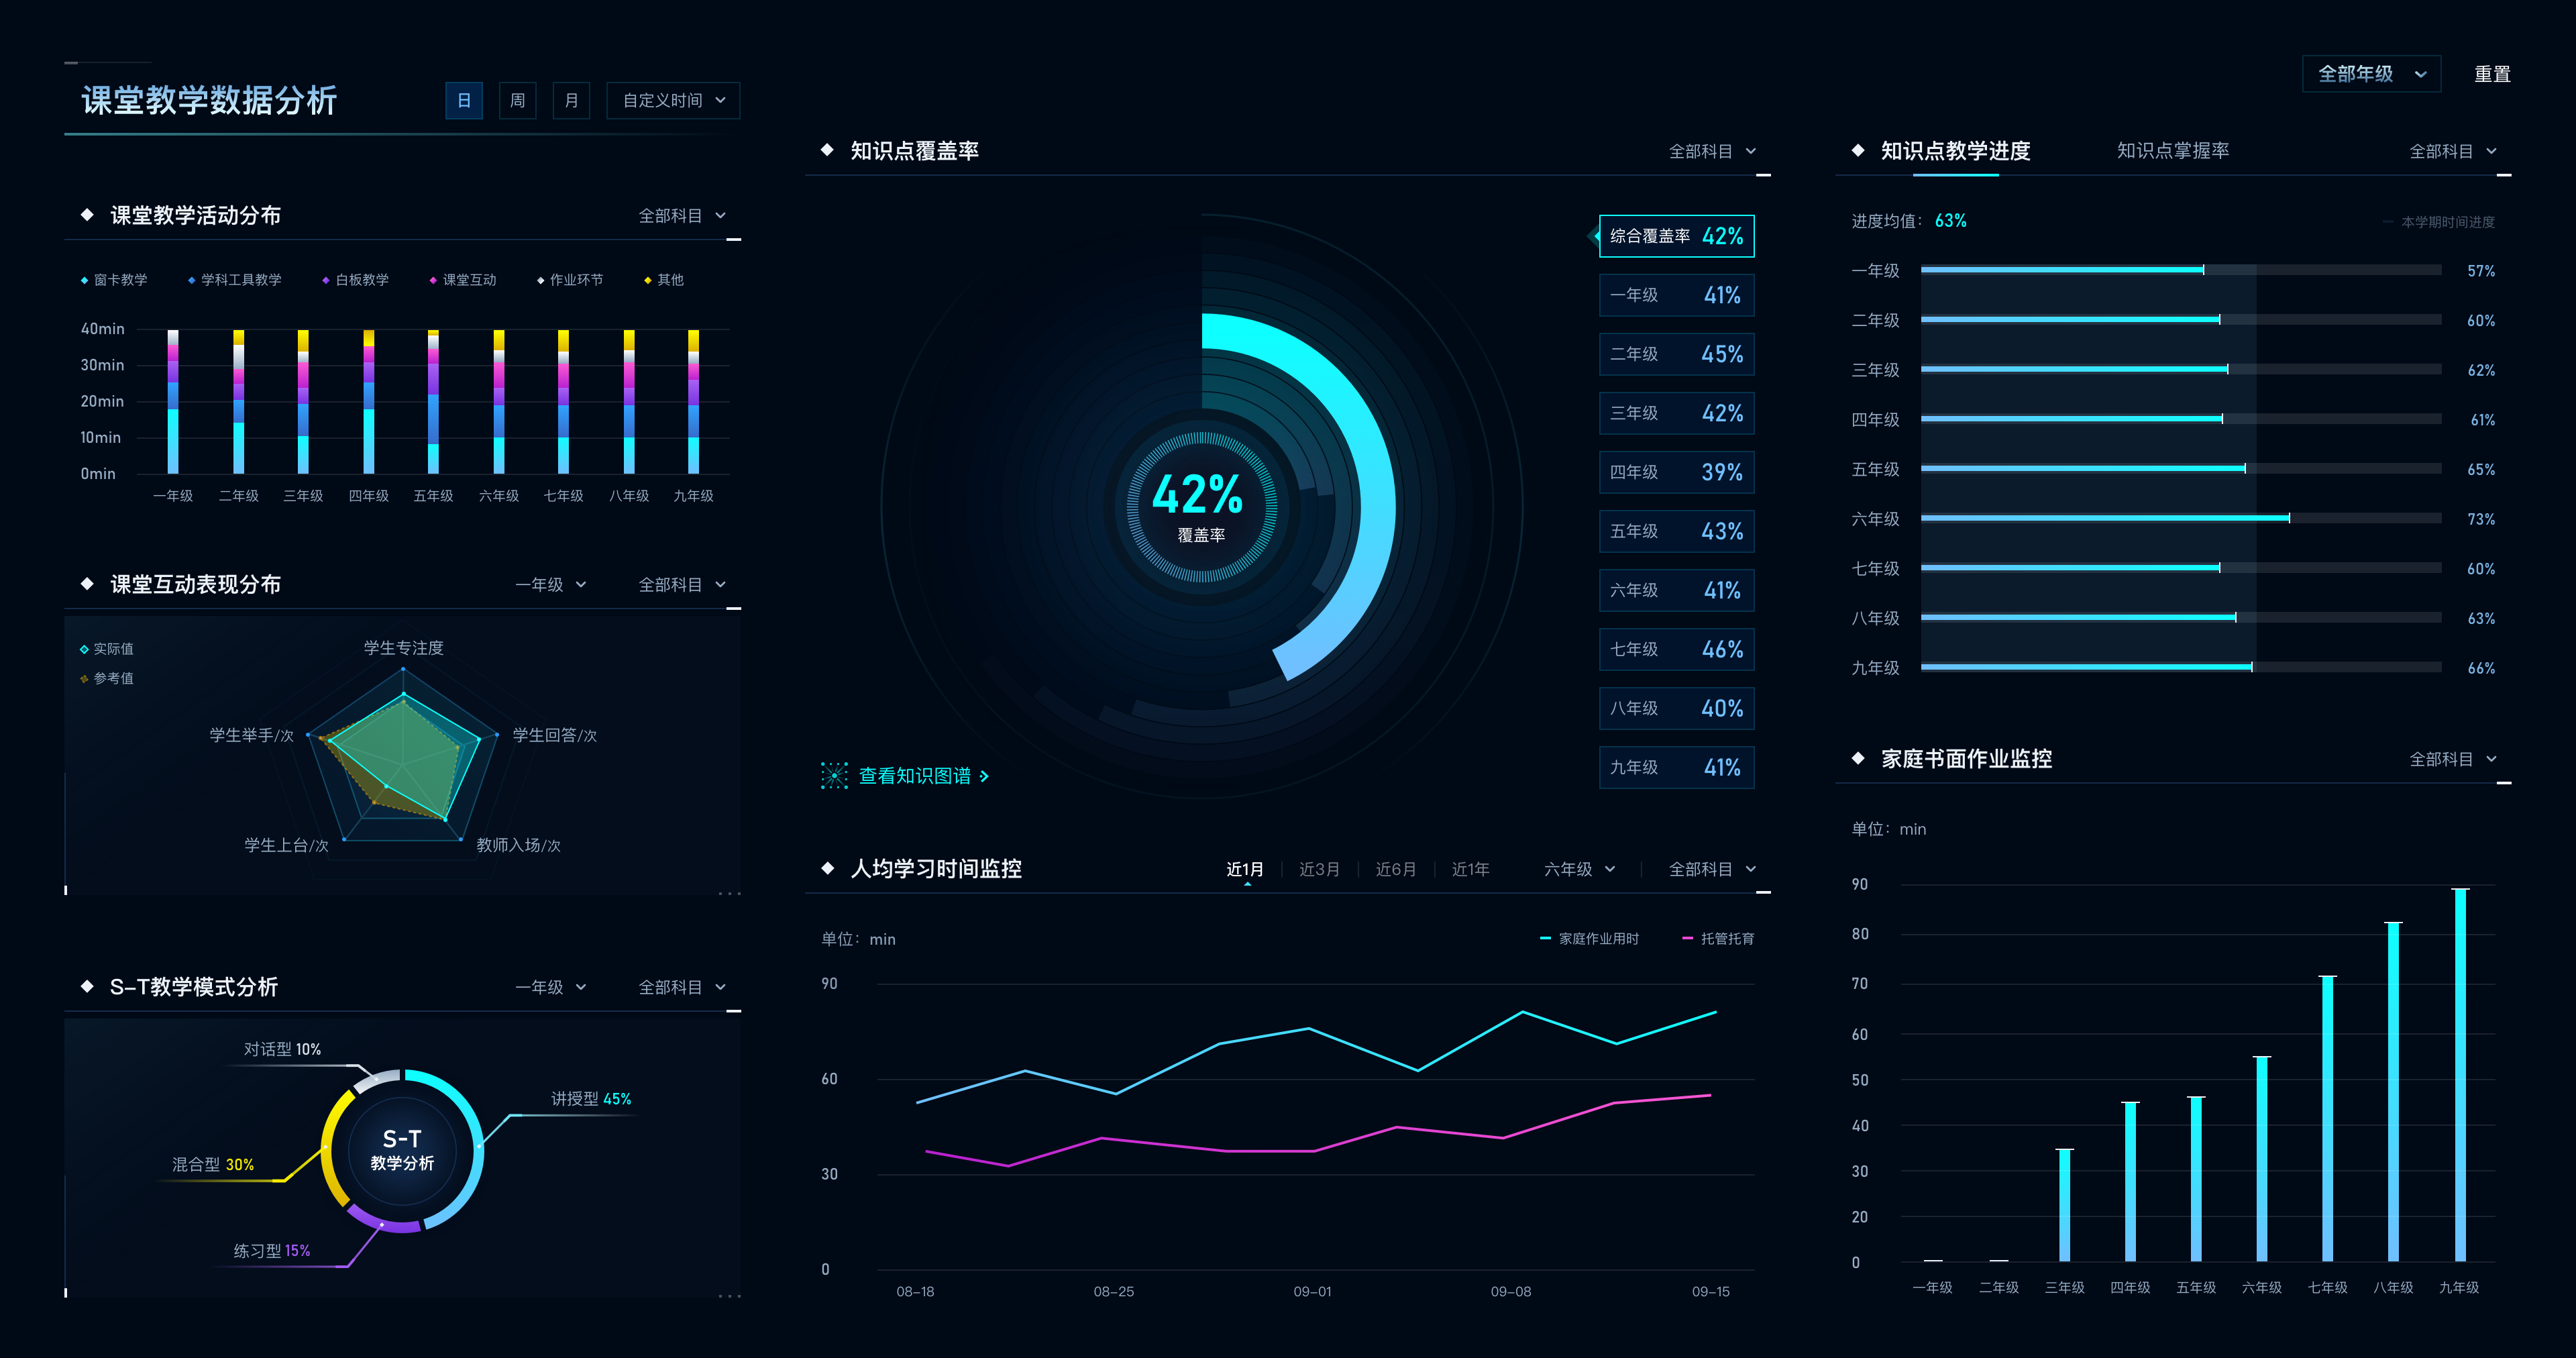 课堂教学数据分析
日 周 月 自定义时间
全部年级 重置
课堂教学活动分布 全部科目
窗卡教学 学科工具教学 白板教学 课堂互动 作业环节 其他
40min
30min
20min
10min
0min
一年级 二年级 三年级 四年级 五年级 六年级 七年级 八年级 九年级
课堂互动表现分布 一年级 全部科目
实际值
参考值
学生专注度
学生举手/次 学生回答/次
学生上台/次 教师入场/次
S-T教学模式分析 一年级 全部科目
对话型 10%
讲授型 45%
S-T
教学分析
混合型 30%
练习型 15%
知识点覆盖率 全部科目
42%
覆盖率
综合覆盖率 42%
一年级 41%
二年级 45%
三年级 42%
四年级 39%
五年级 43%
六年级 41%
七年级 46%
八年级 40%
九年级 41%
查看知识图谱
人均学习时间监控 近1月 近3月 近6月 近1年 六年级 全部科目
单位：min 家庭作业用时 托管托育
90
60
30
0
08-18 08-25 09-01 09-08 09-15
知识点教学进度 知识点掌握率 全部科目
进度均值：63% 本学期时间进度
一年级 57%
二年级 60%
三年级 62%
四年级 61%
五年级 65%
六年级 73%
七年级 60%
八年级 63%
九年级 66%
家庭书面作业监控 全部科目
单位：min
90
80
70
60
50
40
30
20
0
一年级 二年级 三年级 四年级 五年级 六年级 七年级 八年级 九年级